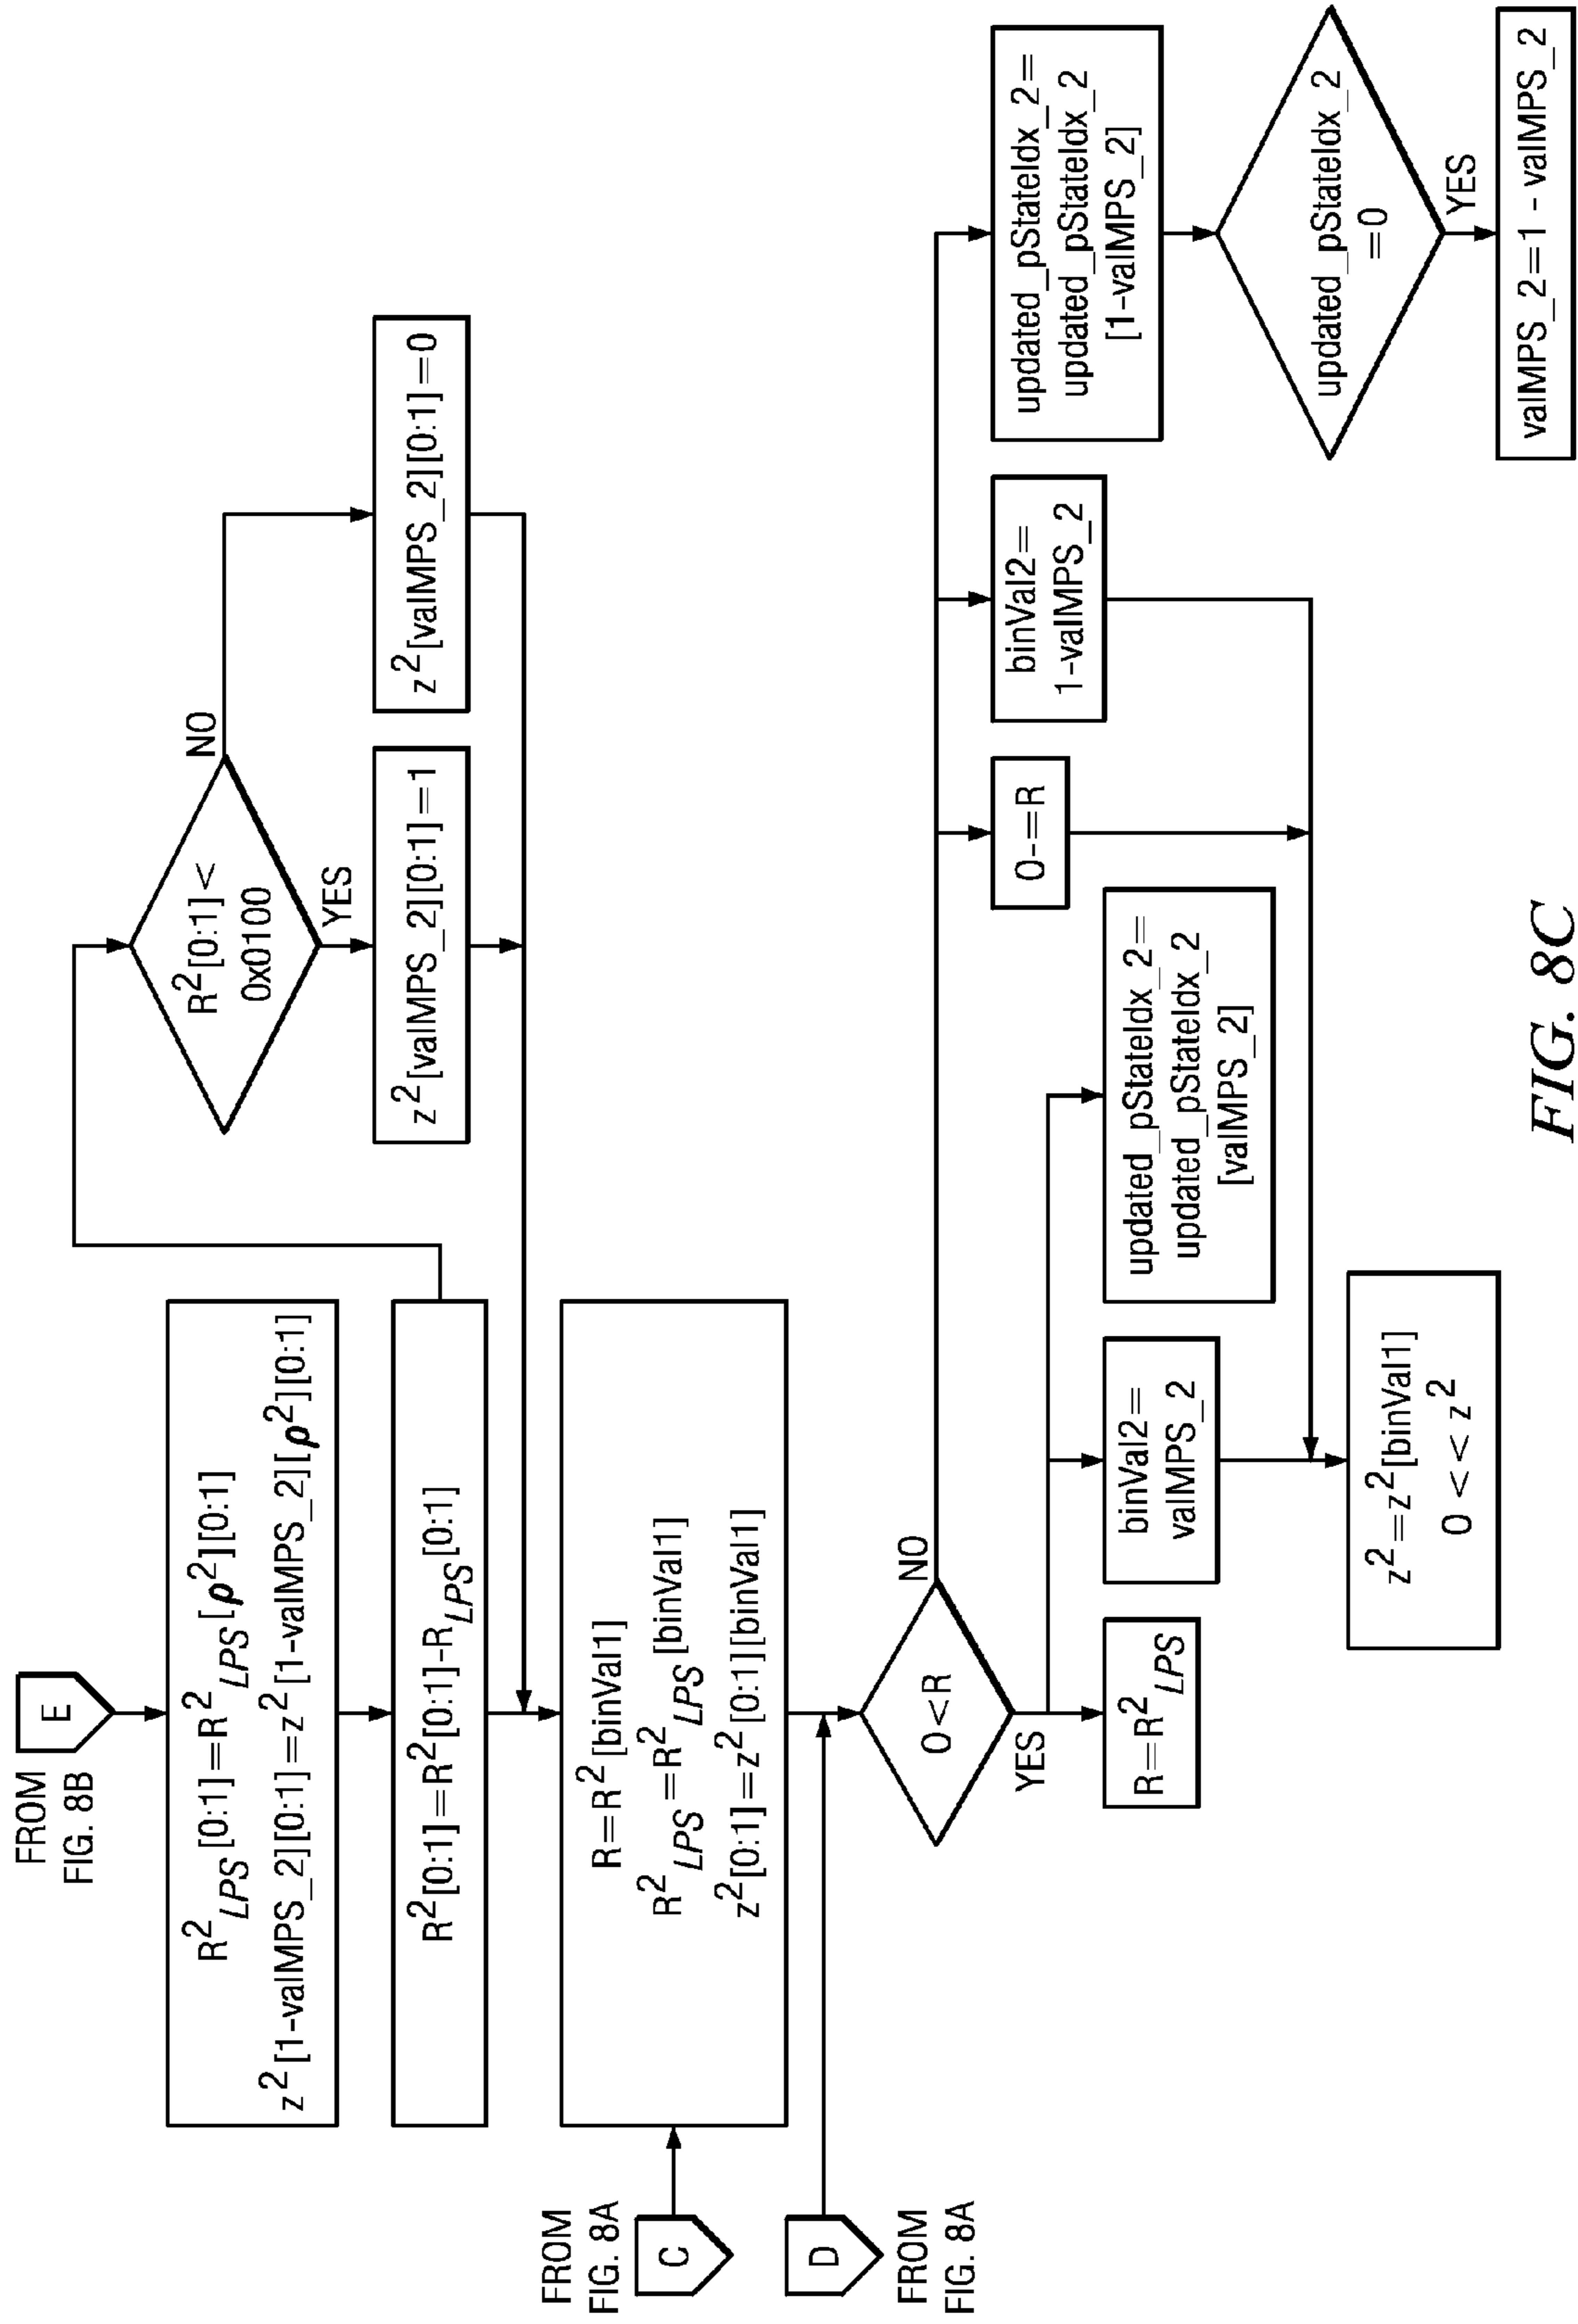 FROM
FIG. 8B
E
R²LPS[0:1]=R²LPS[ρ²][0:1]
z²[1-valMPS_2][0:1]=z²[1-valMPS_2][ρ²][0:1]
R²[0:1]=R²[0:1]-RLPS[0:1]
R²[0:1]<
0x0100
NO
YES
z²[valMPS_2][0:1]=1
z²[valMPS_2][0:1]=0
FROM
FIG. 8A
C
R=R²[binVal1]
R²LPS=R²LPS[binVal1]
z²[0:1]=z²[0:1][binVal1]
D
FROM
FIG. 8A
O<R
NO
YES
R=R²LPS
binVal2=
valMPS_2
updated_pStateIdx_2=
updated_pStateIdx_2
[valMPS_2]
O-=R
binVal2=
1-valMPS_2
updated_pStateIdx_2=
updated_pStateIdx_2
[1-valMPS_2]
updated_pStateIdx_2
=0
YES
valMPS_2=1 - valMPS_2
z²=z²[binVal1]
O << z²
FIG. 8C